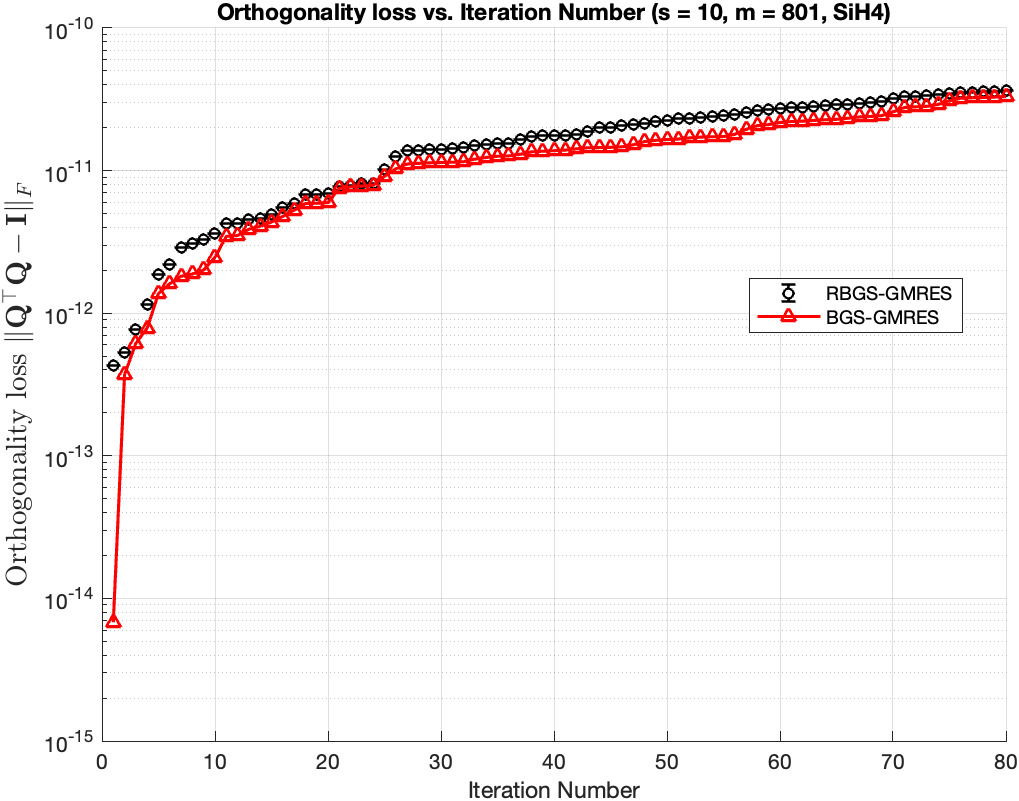 Orthogonality loss vs. Iteration Number (s = 10, m = 801, SiH4)
Orthogonality loss ||Q^⊤Q − I||_F
10^-10
10^-11
10^-12
10^-13
10^-14
10^-15
RBGS-GMRES
BGS-GMRES
0 10 20 30 40 50 60 70 80
Iteration Number